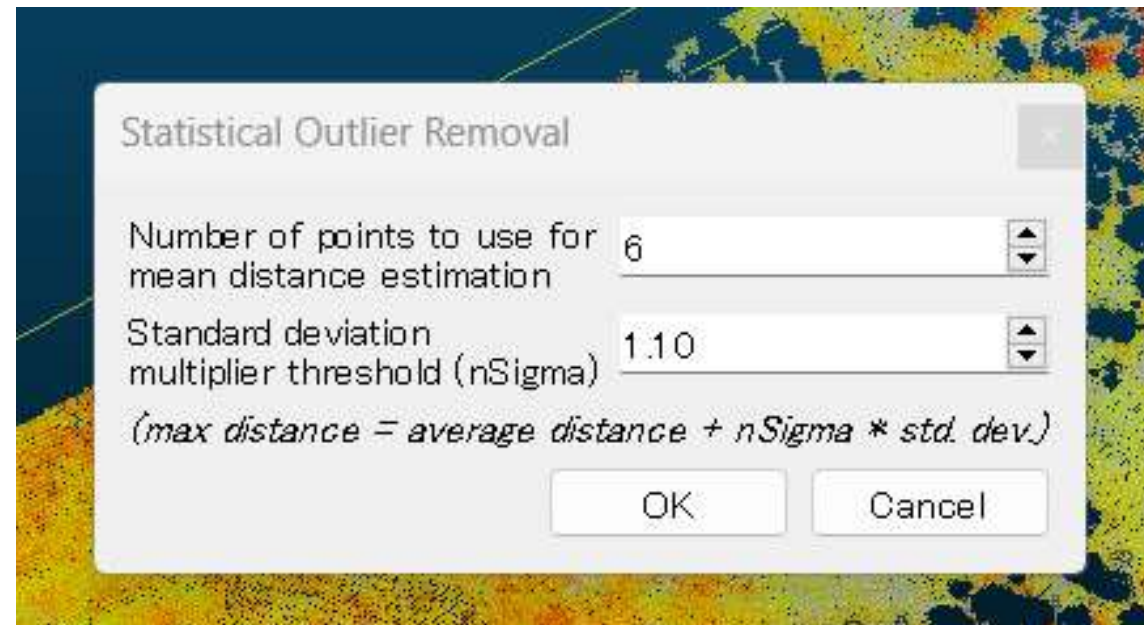 Statistical Outlier Removal
Number of points to use for
mean distance estimation
6
Standard deviation
multiplier threshold (nSigma)
1.10
(max distance = average distance + nSigma * std. dev.)
OK
Cancel